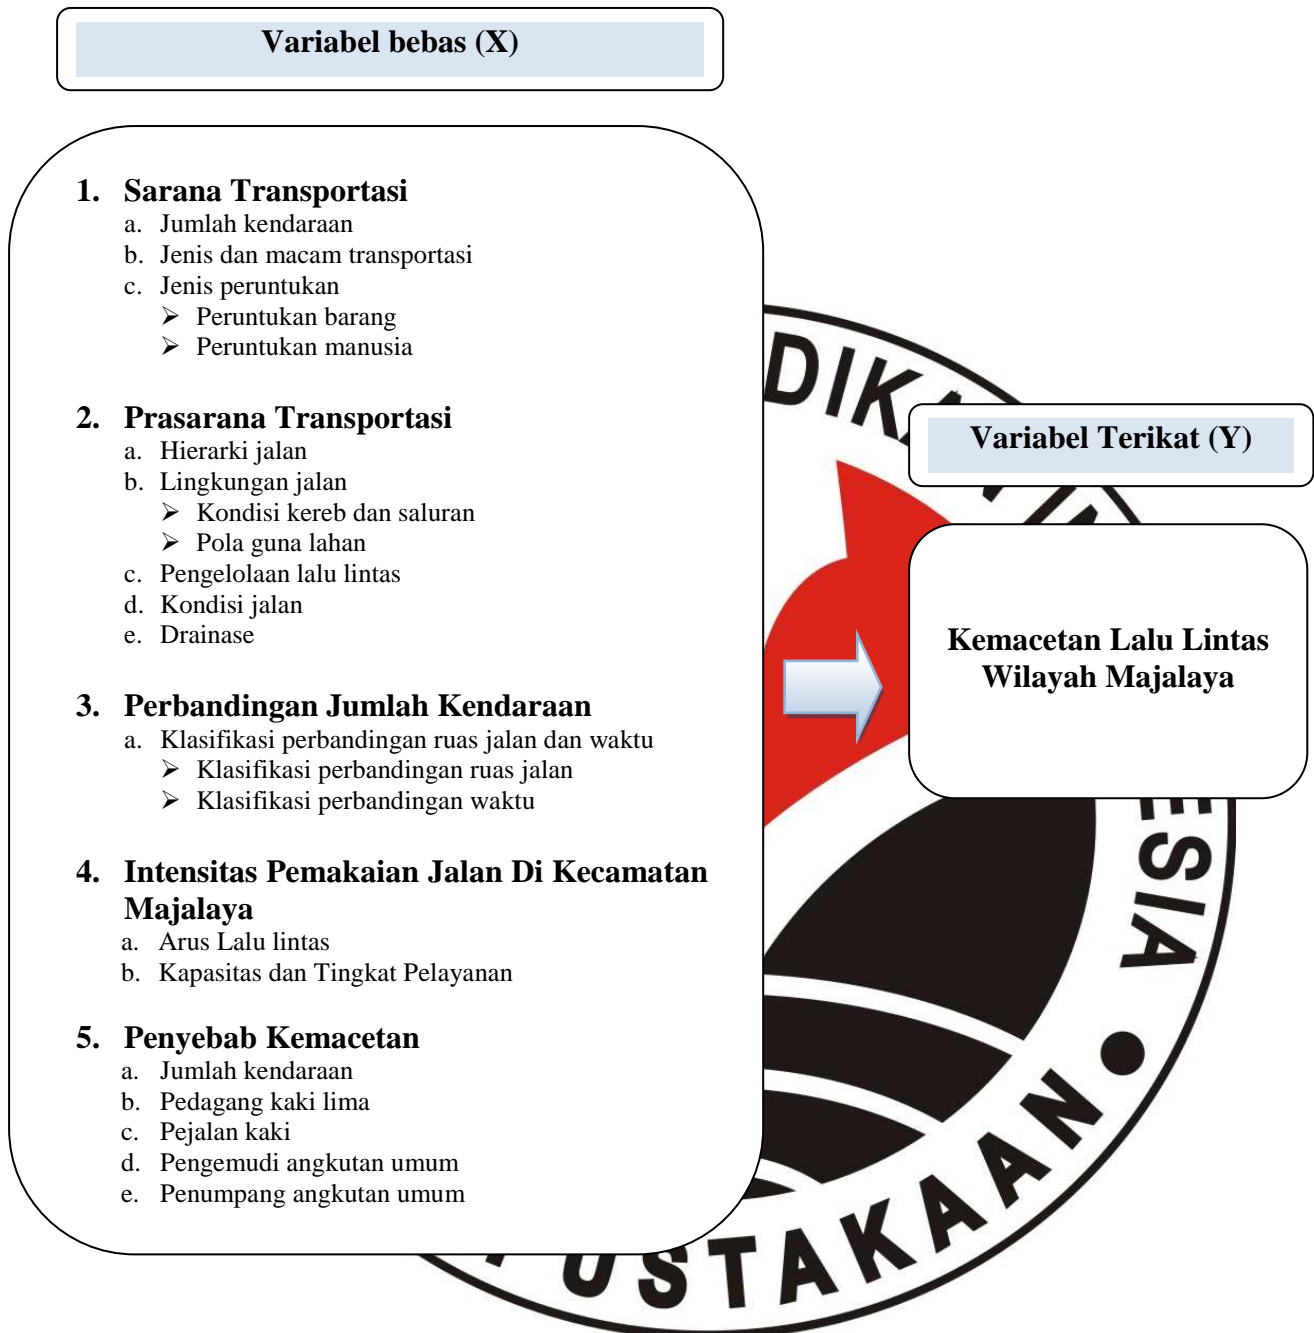 Variabel bebas (X)
1. Sarana Transportasi
a. Jumlah kendaraan
b. Jenis dan macam transportasi
c. Jenis peruntukan
➢ Peruntukan barang
➢ Peruntukan manusia
2. Prasarana Transportasi
a. Hierarki jalan
b. Lingkungan jalan
➢ Kondisi kereb dan saluran
➢ Pola guna lahan
c. Pengelolaan lalu lintas
d. Kondisi jalan
e. Drainase
3. Perbandingan Jumlah Kendaraan
a. Klasifikasi perbandingan ruas jalan dan waktu
➢ Klasifikasi perbandingan ruas jalan
➢ Klasifikasi perbandingan waktu
4. Intensitas Pemakaian Jalan Di Kecamatan
Majalaya
a. Arus Lalu lintas
b. Kapasitas dan Tingkat Pelayanan
5. Penyebab Kemacetan
a. Jumlah kendaraan
b. Pedagang kaki lima
c. Pejalan kaki
d. Pengemudi angkutan umum
e. Penumpang angkutan umum
Variabel Terikat (Y)
Kemacetan Lalu Lintas
Wilayah Majalaya
USTAKAAN